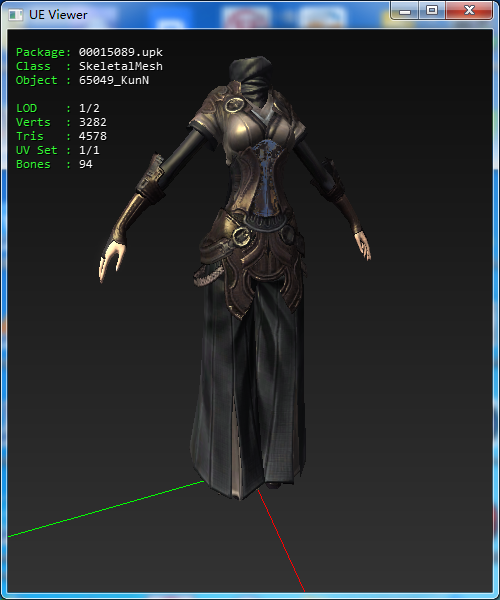 UE Viewer
Package: 00015089.upk
Class : SkeletalMesh
Object : 65049_KunN
LOD : 1/2
Verts : 3282
Tris : 4578
UV Set : 1/1
Bones : 94